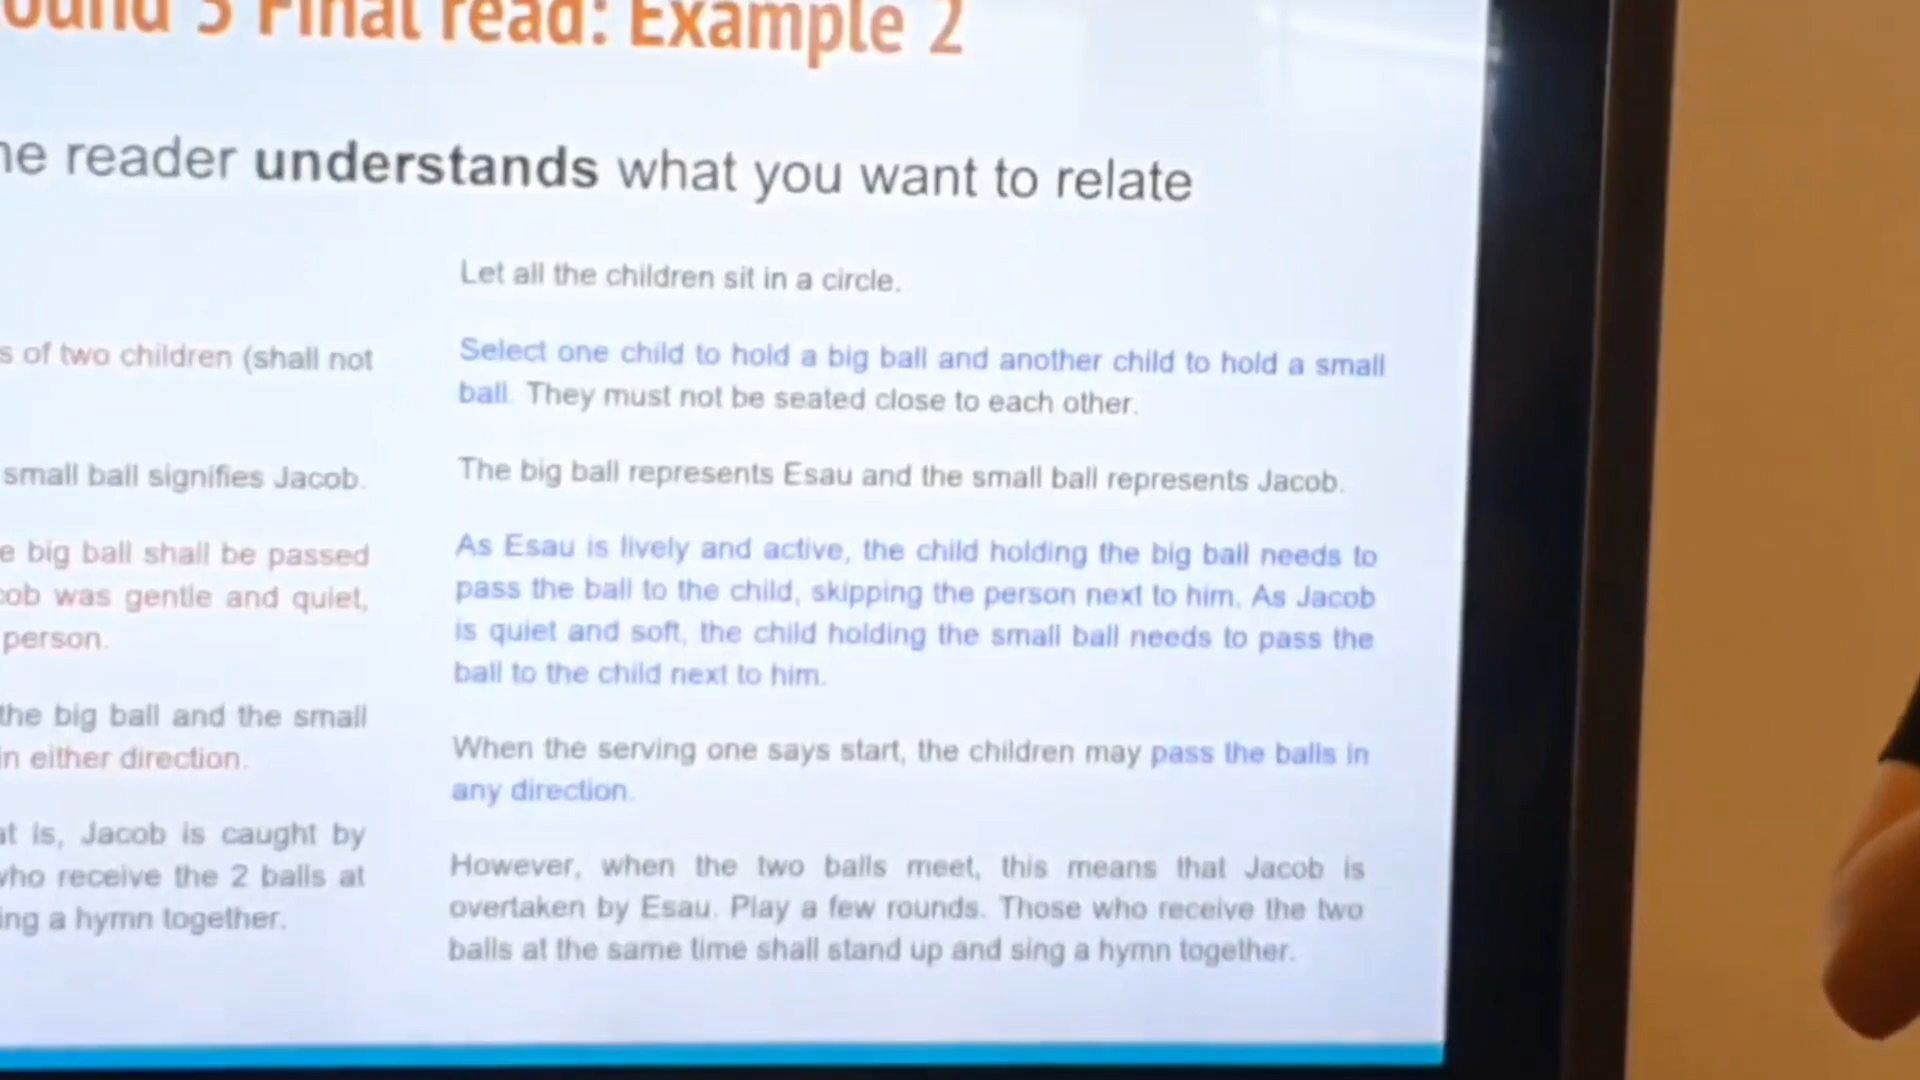 3 Final read: Example 2
reader understands what you want to relate
of two children (shall not
small ball signifies Jacob.
big ball shall be passed
was gentle and quiet,
person.
the big ball and the small
in either direction.
is, Jacob is caught by
who receive the 2 balls at
a hymn together.
Let all the children sit in a circle.
Select one child to hold a big ball and another child to hold a small
ball. They must not be seated close to each other.
The big ball represents Esau and the small ball represents Jacob.
As Esau is lively and active, the child holding the big ball needs to
pass the ball to the child, skipping the person next to him. As Jacob
is quiet and soft, the child holding the small ball needs to pass the
ball to the child next to him.
When the serving one says start, the children may pass the balls in
any direction.
However, when the two balls meet, this means that Jacob is
overtaken by Esau. Play a few rounds. Those who receive the two
balls at the same time shall stand up and sing a hymn together.